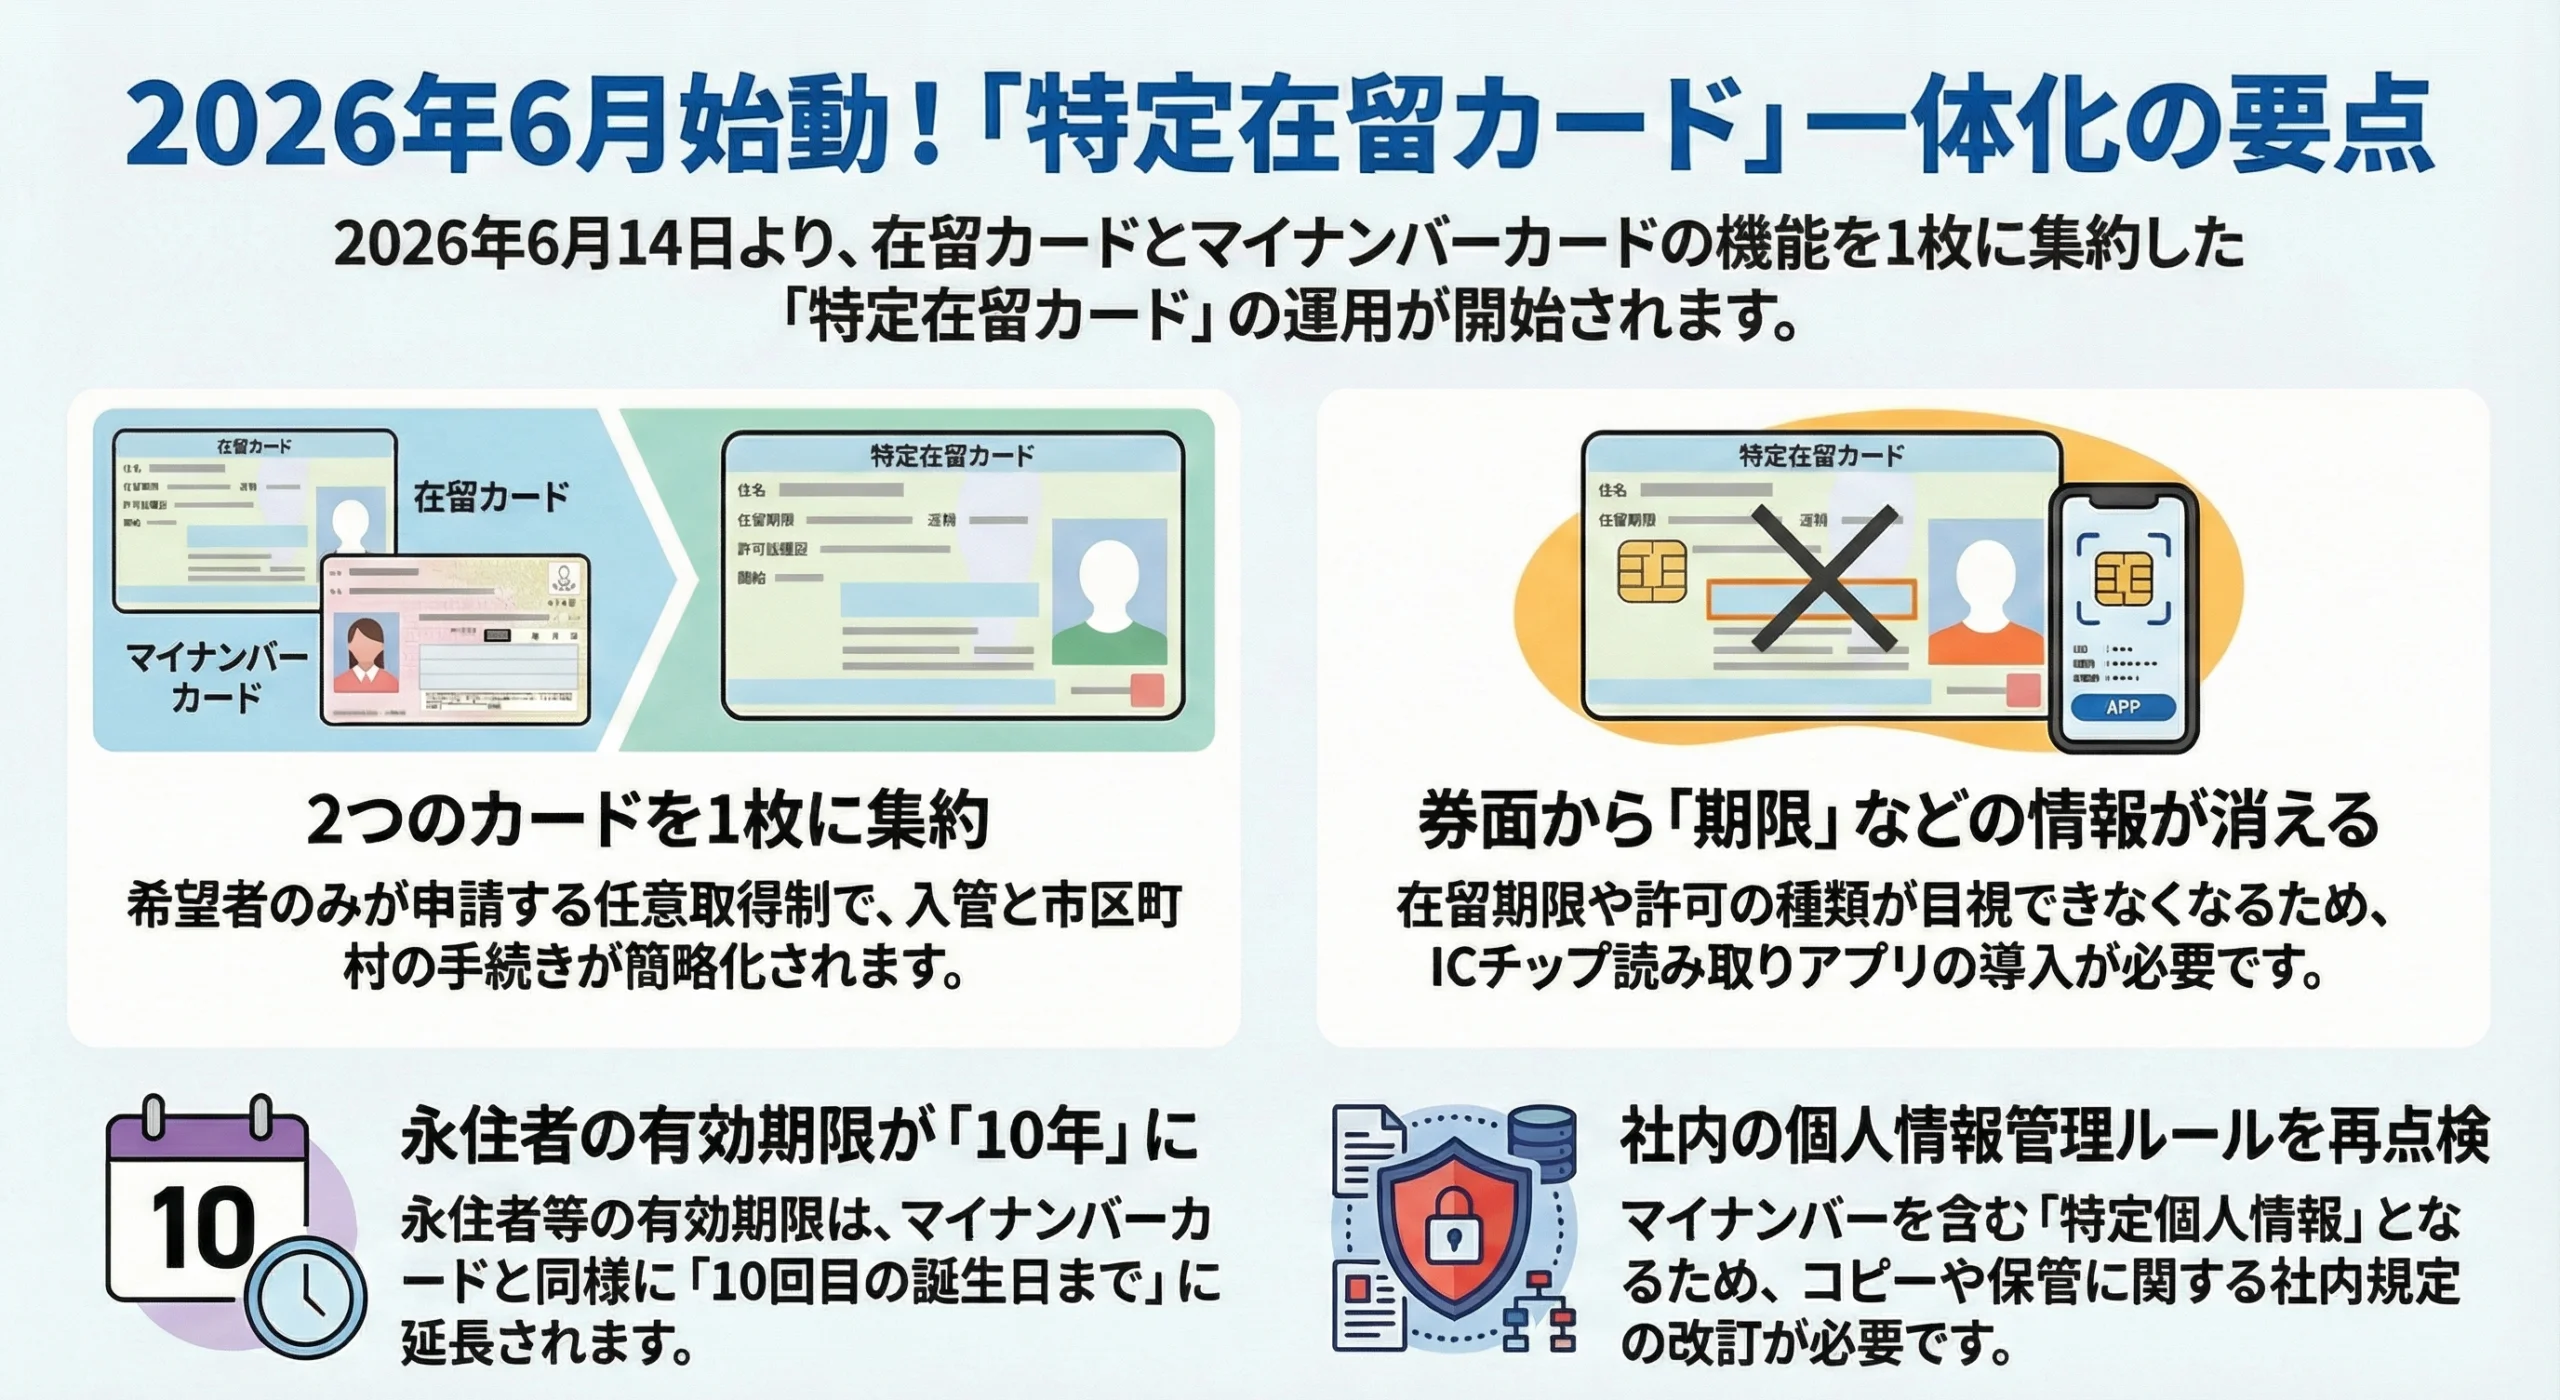 2026年6月始動！「特定在留カード」一体化の要点
2026年6月14日より、在留カードとマイナンバーカードの機能を1枚に集約した
「特定在留カード」の運用が開始されます。
在留カード
在留カード
マイナンバー
カード
特定在留カード
住名
在留期限
2つのカードを1枚に集約
希望者のみが申請する任意取得制で、入管と市区町
村の手続きが簡略化されます。
特定在留カード
住名
在留期限
APP
券面から「期限」などの情報が消える
在留期限や許可の種類が目視できなくなるため、
ICチップ読み取りアプリの導入が必要です。
10
永住者の有効期限が「10年」に
永住者等の有効期限は、マイナンバーカ
ードと同様に「10回目の誕生日まで」に
延長されます。
社内の個人情報管理ルールを再点検
マイナンバーを含む「特定個人情報」とな
るため、コピーや保管に関する社内規定
の改訂が必要です。